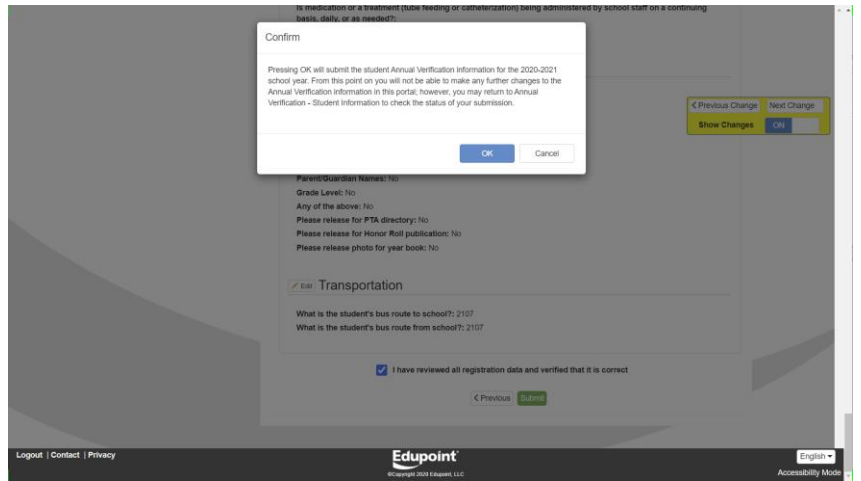 Is medication or a treatment (tube feeding or catheterization) being administered by school staff on a continuing
basis, daily, or as needed?:
Confirm
Pressing OK will submit the student Annual Verification information for the 2020-2021
school year. From this point on you will not be able to make any further changes to the
Annual Verification information in this portal; however, you may return to Annual
Verification - Student Information to check the status of your submission.
OK Cancel
Previous Change Next Change
Show Changes ON
Parent/Guardian Names: No
Grade Level: No
Any of the above: No
Please release for PTA directory: No
Please release for Honor Roll publication: No
Please release photo for year book: No
Edit Transportation
What is the student's bus route to school?: 2107
What is the student's bus route from school?: 2107
I have reviewed all registration data and verified that it is correct
Previous Submit
Logout | Contact | Privacy
Edupoint
©Copyright 2020 Edupoint, LLC
English
Accessibility Mode